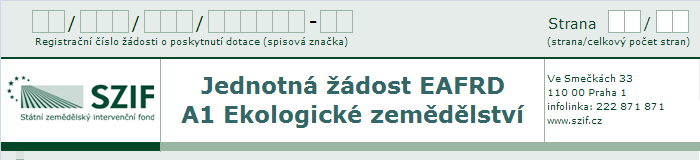 / / / -
Strana /
Registrační číslo žádosti o poskytnutí dotace (spisová značka)
(strana/celkový počet stran)
SZIF
Státní zemědělský intervenční fond
Jednotná žádost EAFRD
A1 Ekologické zemědělství
Ve Smečkách 33
110 00 Praha 1
infolinka: 222 871 871
www.szif.cz